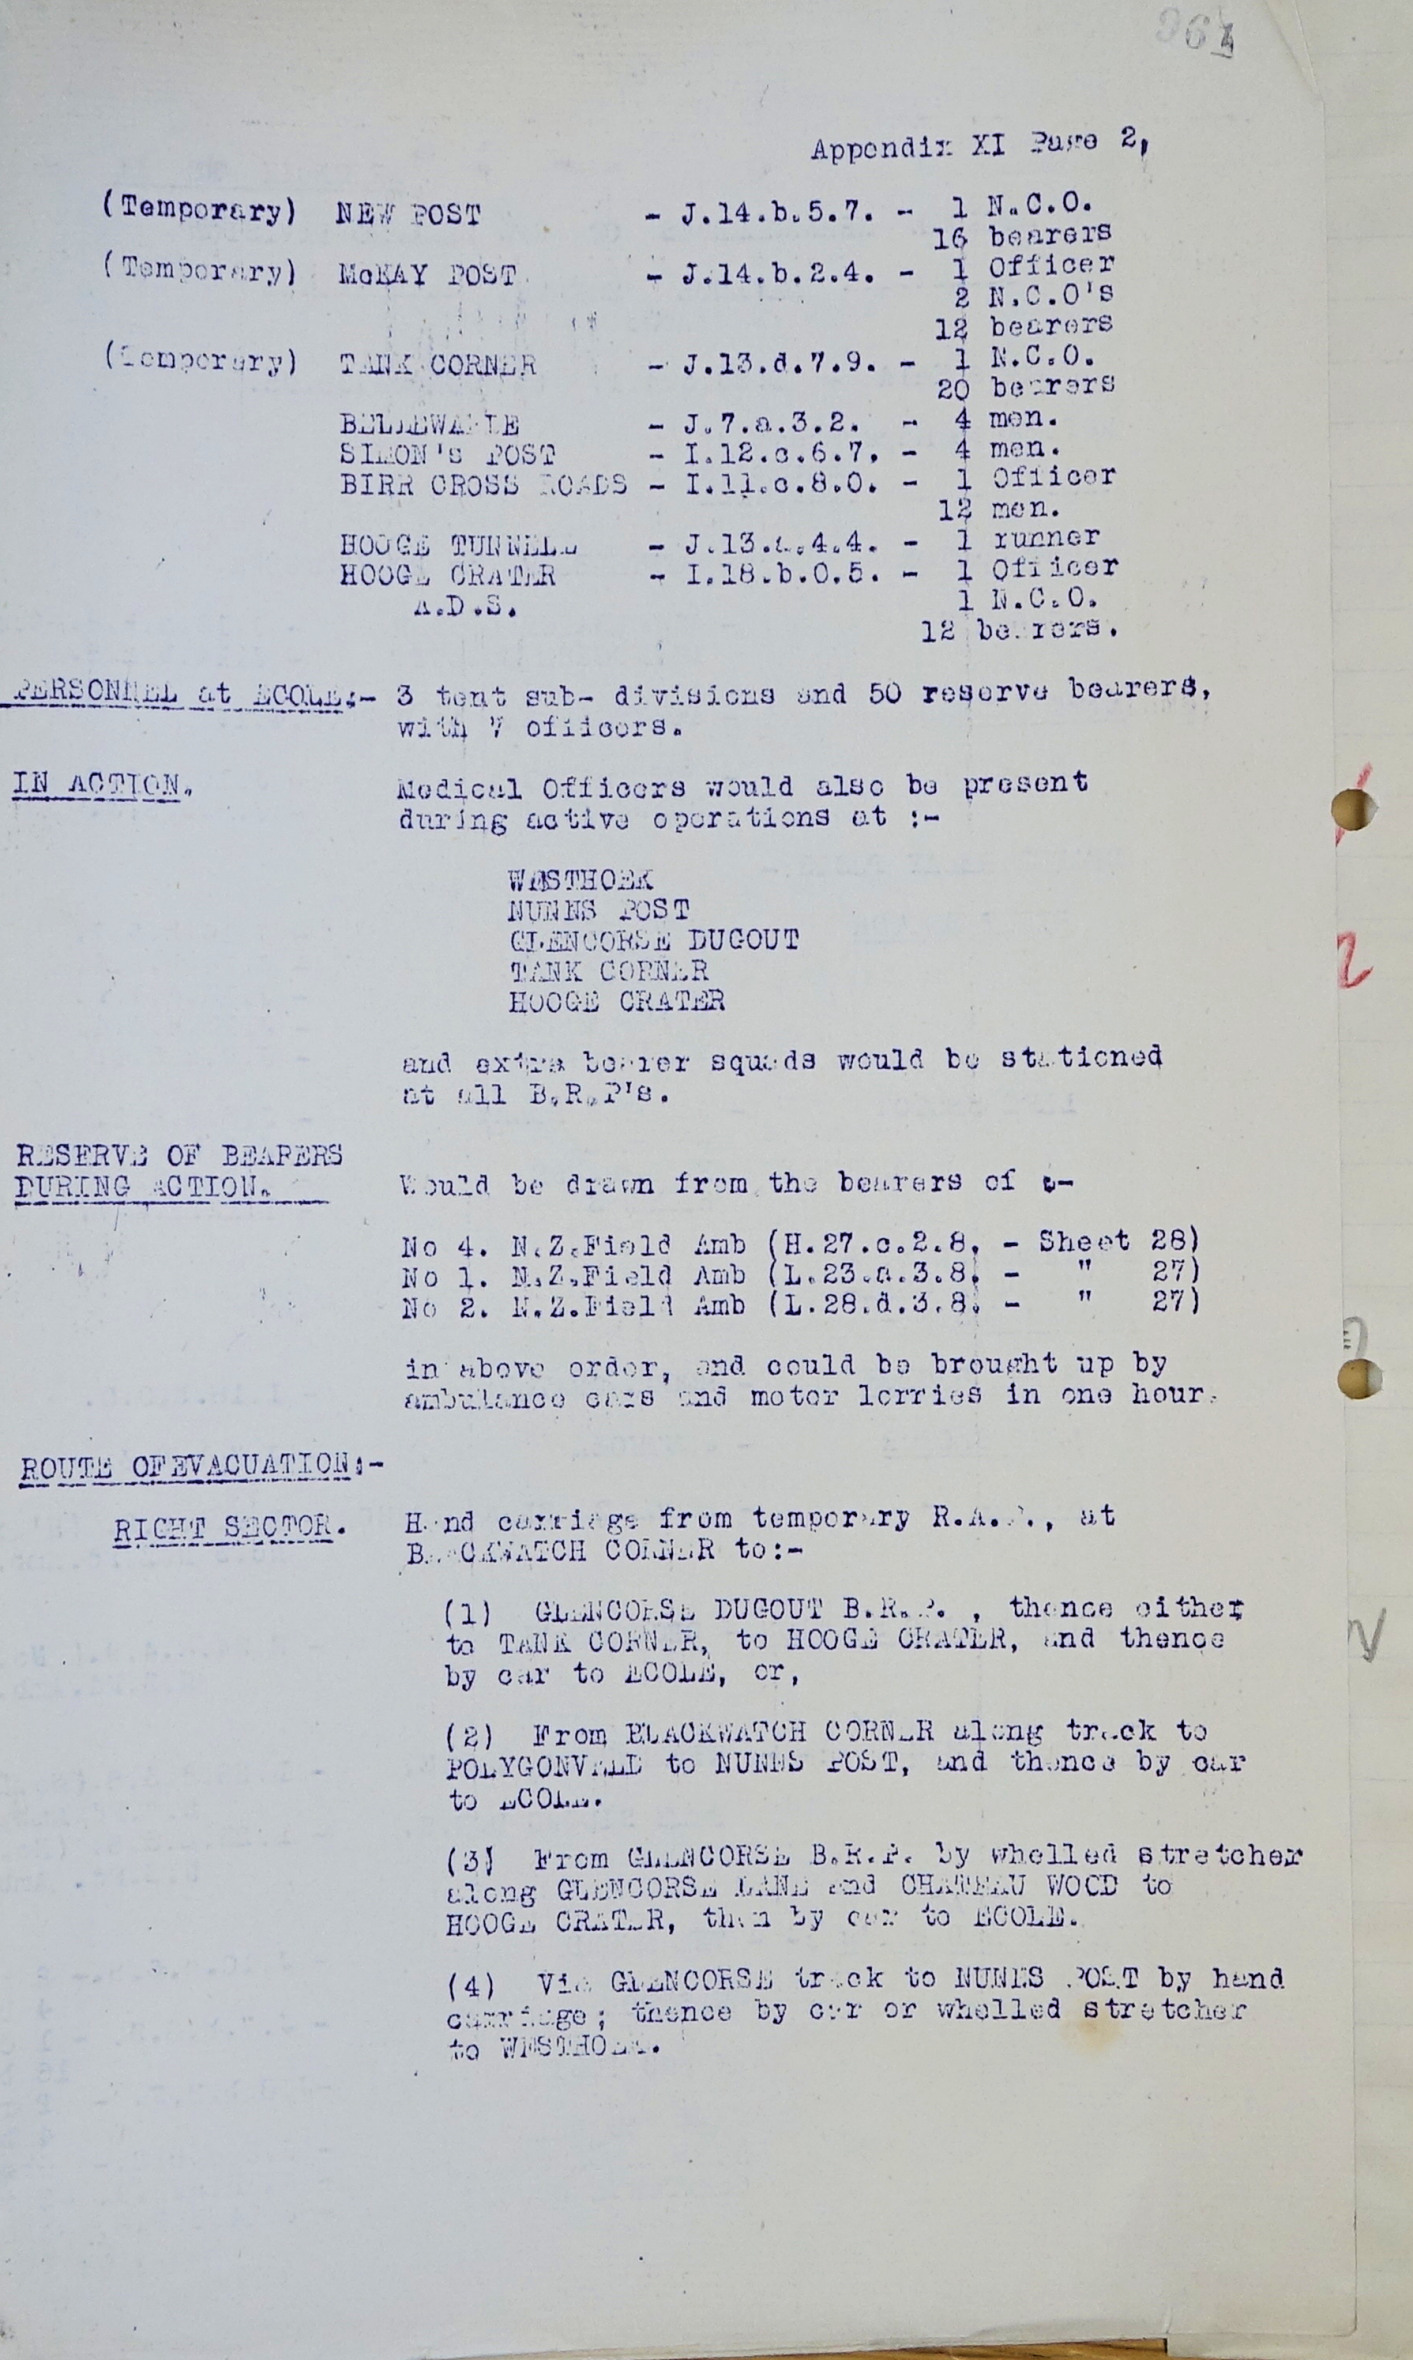 Appendix XI Page 2,
(Temporary) NEW POST - J.14.b.5.7. - 1 N.C.O.
16 bearers
(Temporary) McKAY POST - J.14.b.2.4. - 1 Officer
2 N.C.O's
12 bearers
(Temporary) TANK CORNER - J.13.d.7.9. - 1 N.C.O.
20 bearers
BELLEWARDE - J.7.a.3.2. - 4 men.
SIMON's POST - I.12.c.6.7. - 4 men.
BIRR CROSS ROADS - I.11.c.8.0. - 1 Officer
12 men.
HOOGE TUNNELL - J.13.a.4.4. - 1 runner
HOOGE CRATER - I.18.b.0.5. - 1 Officer
A.D.S. 1 N.C.O.
12 bearers.
PERSONNEL at ECOLE:- 3 tent sub- divisions and 50 reserve bearers,
with 7 officers.
IN ACTION. Medical Officers would also be present
during active operations at :-
WESTHOEK
NUNNS POST
GLENCORSE DUGOUT
TANK CORNER
HOOGE CRATER
and extra bearer squads would be stationed
at all B.R.P's.
RESERVE OF BEARERS
DURING ACTION. Would be drawn from the bearers of :-
No 4. N.Z.Field Amb (H.27.c.2.8. - Sheet 28)
No 1. N.Z.Field Amb (L.23.a.3.8. - " 27)
No 2. N.Z.Field Amb (L.28.d.3.8. - " 27)
in above order, and could be brought up by
ambulance cars and motor lorries in one hour.
ROUTE OFEVACUATION:-
RIGHT SECTOR. Hand carriage from temporary R.A.P., at
BLACKWATCH CORNER to:-
(1) GLENCORSE DUGOUT B.R.P. , thence either
to TANK CORNER, to HOOGE CRATER, and thence
by car to ECOLE, or,
(2) From BLACKWATCH CORNER along track to
POLYGONVELD to NUNNS POST, and thence by car
to ECOLE.
(3) From GLENCORSE B.R.P. by whelled stretcher
along GLENCORSE LANE and CHATEAU WOOD to
HOOGE CRATER, then by car to ECOLE.
(4) Via GLENCORSE track to NUNNS POST by hand
carriage; thence by car or whelled stretcher
to WESTHOEK.